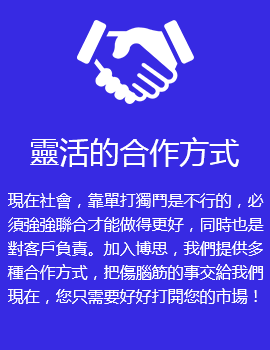 靈活的合作方式
現在社會，靠單打獨鬥是不行的，必
須強強聯合才能做得更好，同時也是
對客戶負責。加入博思，我們提供多
種合作方式，把傷腦筋的事交給我們
現在，您只需要好好打開您的市場！